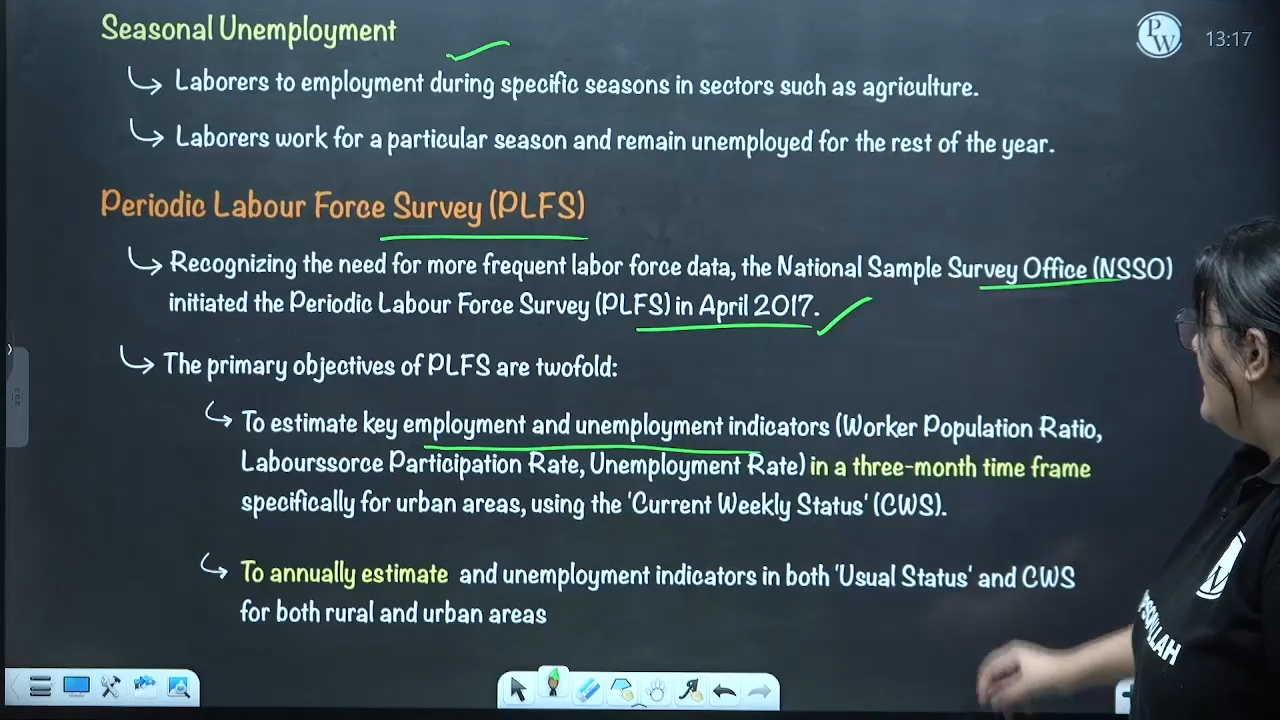 Seasonal Unemployment
PW
13:17
Laborers to employment during specific seasons in sectors such as agriculture.
Laborers work for a particular season and remain unemployed for the rest of the year.
Periodic Labour Force Survey (PLFS)
Recognizing the need for more frequent labor force data, the National Sample Survey Office (NSSO)
initiated the Periodic Labour Force Survey (PLFS) in April 2017.
The primary objectives of PLFS are twofold:
To estimate key employment and unemployment indicators (Worker Population Ratio,
Labourssorce Participation Rate, Unemployment Rate) in a three-month time frame
specifically for urban areas, using the 'Current Weekly Status' (CWS).
To annually estimate and unemployment indicators in both 'Usual Status' and CWS
for both rural and urban areas